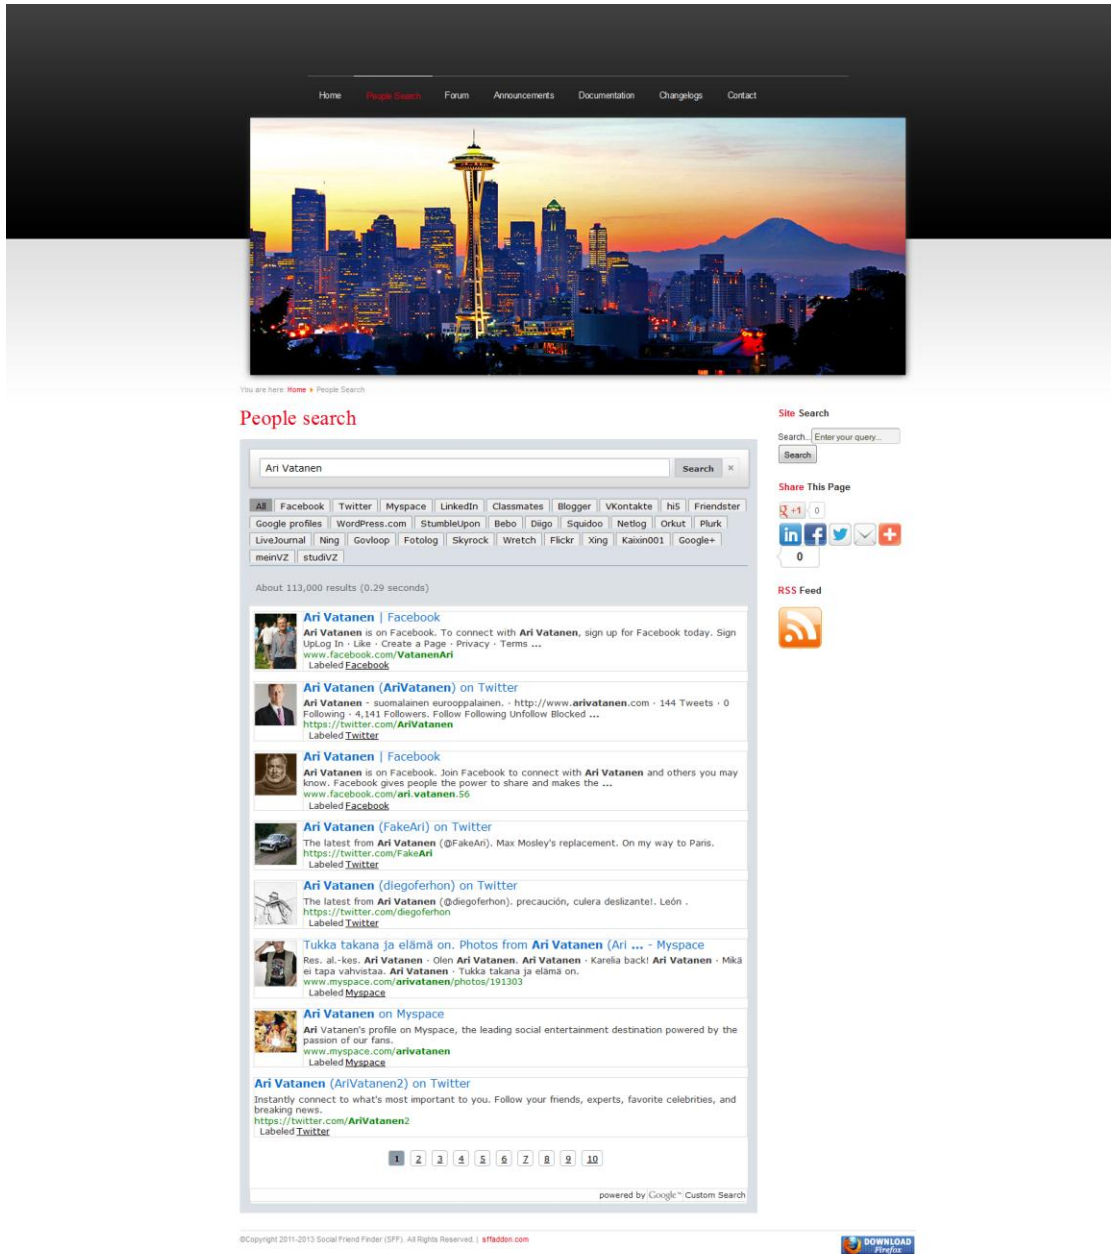 Home People Search Forum Announcements Documentation Changelogs Contact
You are here: Home People Search
People search
Ari Vatanen Search ×
All Facebook Twitter Myspace LinkedIn Classmates Blogger VKontakte hi5 Friendster
Google profiles WordPress.com StumbleUpon Bebo Diigo Squidoo Netlog Orkut Plurk
LiveJournal Ning Govloop Fotolog Skyrock Wretch Flickr Xing Kaixin001 Google+
meinVZ studiVZ
About 113,000 results (0.29 seconds)
Ari Vatanen | Facebook
Ari Vatanen is on Facebook. To connect with Ari Vatanen, sign up for Facebook today. Sign
UpLog In · Like · Create a Page · Privacy · Terms ...
www.facebook.com/VatanenAri
Labeled Facebook
Ari Vatanen (AriVatanen) on Twitter
Ari Vatanen - suomalainen eurooppalainen. · http://www.arivatanen.com · 144 Tweets · 0
Following · 4,141 Followers. Follow Following Unfollow Blocked ...
https://twitter.com/AriVatanen
Labeled Twitter
Ari Vatanen | Facebook
Ari Vatanen is on Facebook. Join Facebook to connect with Ari Vatanen and others you may
know. Facebook gives people the power to share and makes the ...
www.facebook.com/ari.vatanen.56
Labeled Facebook
Ari Vatanen (FakeAri) on Twitter
The latest from Ari Vatanen (@FakeAri). Max Mosley's replacement. On my way to Paris.
https://twitter.com/FakeAri
Labeled Twitter
Ari Vatanen (diegoferhon) on Twitter
The latest from Ari Vatanen (@diegoferhon). precaución, culera deslizante!. León .
https://twitter.com/diegoferhon
Labeled Twitter
Tukka takana ja elämä on. Photos from Ari Vatanen (Ari ... - Myspace
Res. al.-kes. Ari Vatanen · Olen Ari Vatanen. Ari Vatanen · Karelia back! Ari Vatanen · Mikä
ei tapa vahvistaa. Ari Vatanen · Tukka takana ja elämä on.
www.myspace.com/arivatanen/photos/191303
Labeled Myspace
Ari Vatanen on Myspace
Ari Vatanen's profile on Myspace, the leading social entertainment destination powered by the
passion of our fans.
www.myspace.com/arivatanen
Labeled Myspace
Ari Vatanen (AriVatanen2) on Twitter
Instantly connect to what's most important to you. Follow your friends, experts, favorite celebrities, and
breaking news.
https://twitter.com/AriVatanen2
Labeled Twitter
1 2 3 4 5 6 7 8 9 10
powered by Google™ Custom Search
Site Search
Search... Enter your query...
Search
Share This Page
g +1 0
in f
0
RSS Feed
©Copyright 2011-2013 Social Friend Finder (SFF). All Rights Reserved. | sffaddon.com
DOWNLOAD
Firefox